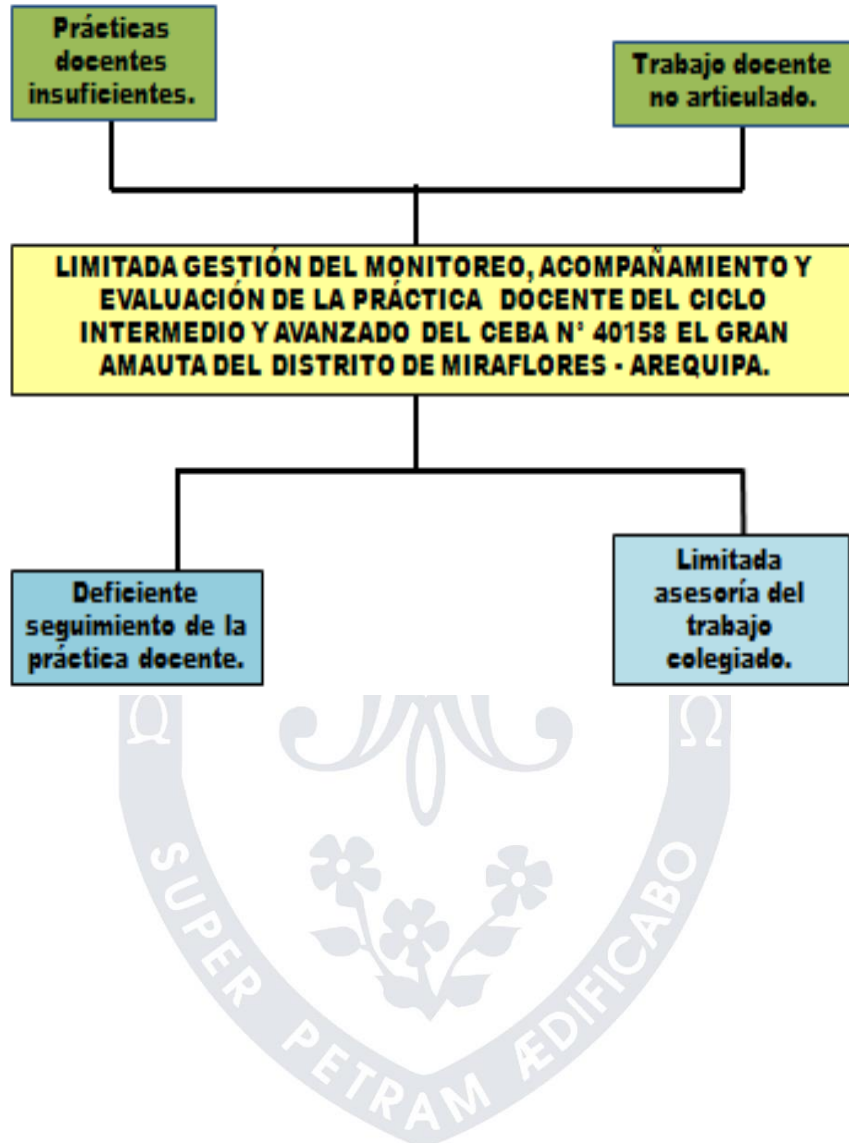 Prácticas
docentes
insuficientes.
Trabajo docente
no articulado.
LIMITADA GESTIÓN DEL MONITOREO, ACOMPAÑAMIENTO Y
EVALUACIÓN DE LA PRÁCTICA DOCENTE DEL CICLO
INTERMEDIO Y AVANZADO DEL CEBA N° 40158 EL GRAN
AMAUTA DEL DISTRITO DE MIRAFLORES - AREQUIPA.
Deficiente
seguimiento de la
práctica docente.
Limitada
asesoría del
trabajo
colegiado.
Ω
SUPER PETRAM ÆDIFICABO